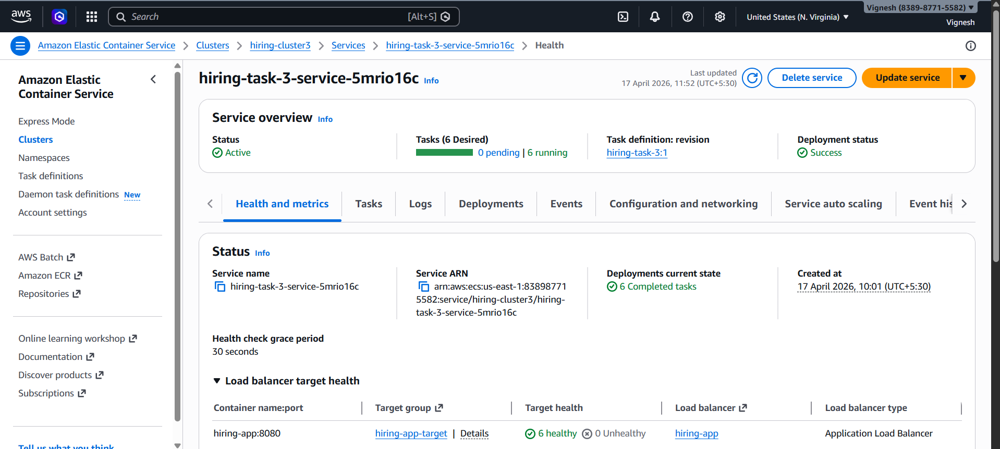 aws
Search
[Alt+S]
United States (N. Virginia)
Vignesh (8389-8771-5582)
Vignesh
Amazon Elastic Container Service
Clusters
hiring-cluster3
Services
hiring-task-3-service-5mrio16c
Health
Amazon Elastic
Container Service
Express Mode
Clusters
Namespaces
Task definitions
Daemon task definitions New
Account settings
AWS Batch
Amazon ECR
Repositories
Online learning workshop
Documentation
Discover products
Subscriptions
Tell us what you think
hiring-task-3-service-5mrio16c Info
Last updated
17 April 2026, 11:52 (UTC+5:30)
Delete service
Update service
Service overview Info
Status
Active
Tasks (6 Desired)
0 pending | 6 running
Task definition: revision
hiring-task-3:1
Deployment status
Success
Health and metrics
Tasks
Logs
Deployments
Events
Configuration and networking
Service auto scaling
Event his
Status Info
Service name
hiring-task-3-service-5mrio16c
Service ARN
arn:aws:ecs:us-east-1:83898771
5582:service/hiring-cluster3/hiring-
task-3-service-5mrio16c
Deployments current state
6 Completed tasks
Created at
17 April 2026, 10:01 (UTC+5:30)
Health check grace period
30 seconds
Load balancer target health
Container name:port
Target group
Target health
Load balancer
Load balancer type
hiring-app:8080
hiring-app-target | Details
6 healthy 0 Unhealthy
hiring-app
Application Load Balancer